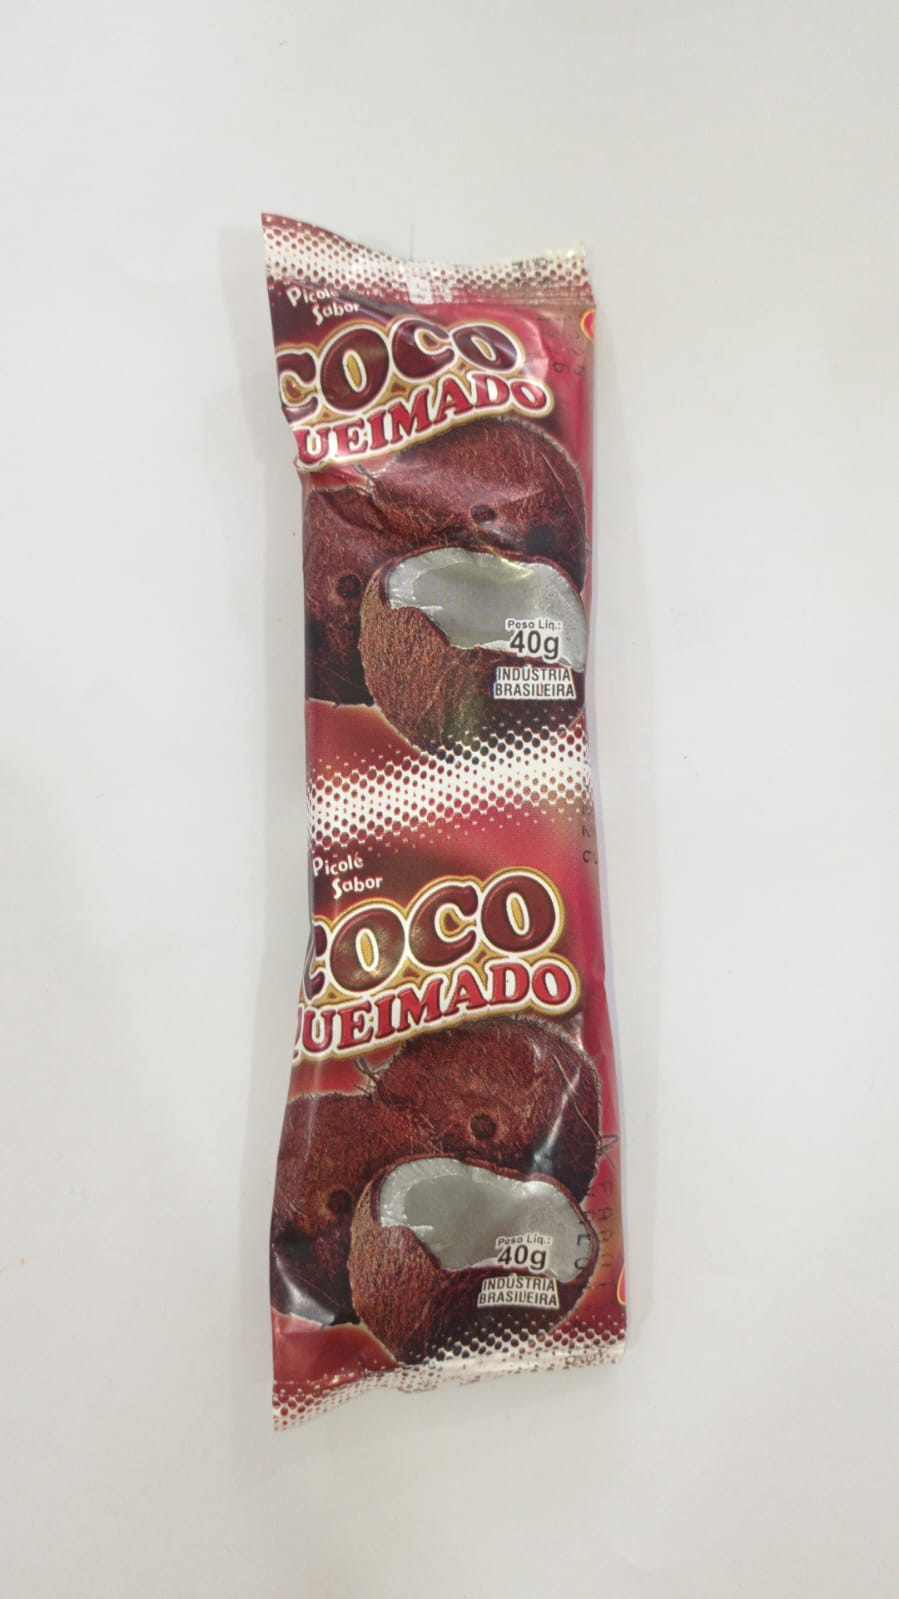 Picolé
Sabor
COCO
QUEIMADO
Peso Líq.:
40g
INDÚSTRIA
BRASILEIRA
Picolé
Sabor
COCO
QUEIMADO
Peso Líq.:
40g
INDÚSTRIA
BRASILEIRA